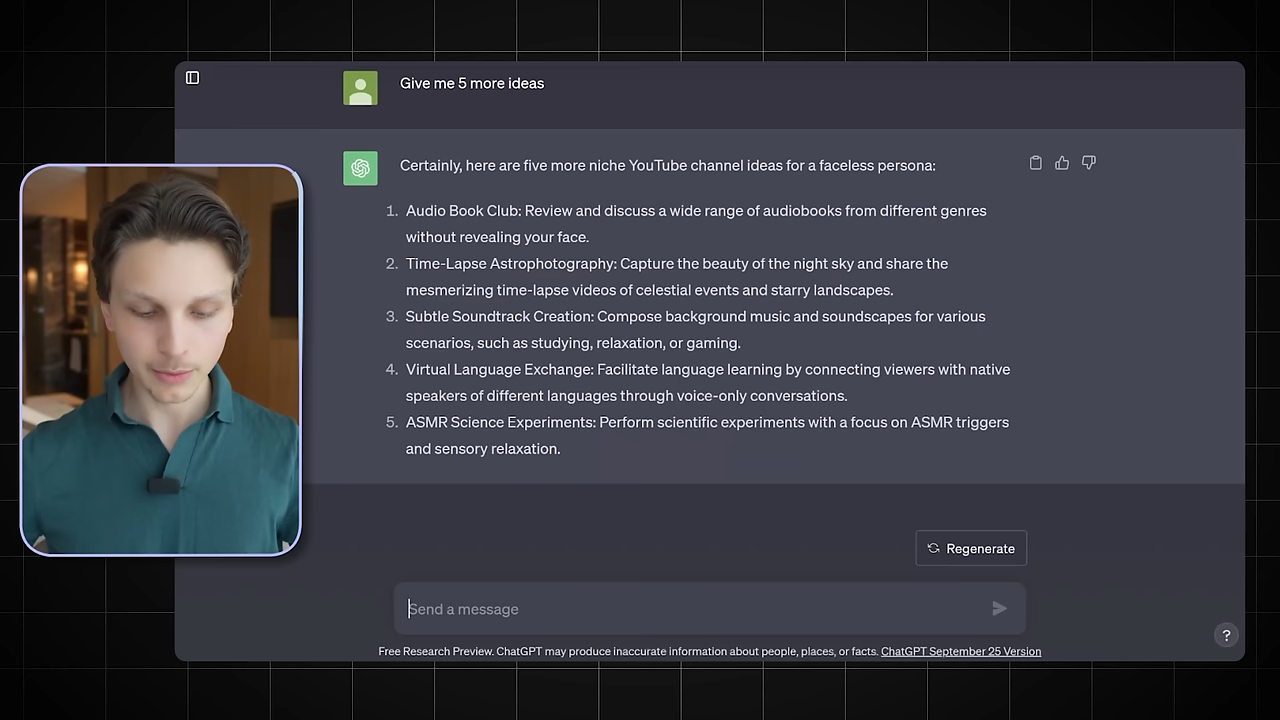 Give me 5 more ideas
Certainly, here are five more niche YouTube channel ideas for a faceless persona:
1. Audio Book Club: Review and discuss a wide range of audiobooks from different genres
without revealing your face.
2. Time-Lapse Astrophotography: Capture the beauty of the night sky and share the
mesmerizing time-lapse videos of celestial events and starry landscapes.
3. Subtle Soundtrack Creation: Compose background music and soundscapes for various
scenarios, such as studying, relaxation, or gaming.
4. Virtual Language Exchange: Facilitate language learning by connecting viewers with native
speakers of different languages through voice-only conversations.
5. ASMR Science Experiments: Perform scientific experiments with a focus on ASMR triggers
and sensory relaxation.
Regenerate
Send a message
?
Free Research Preview. ChatGPT may produce inaccurate information about people, places, or facts. ChatGPT September 25 Version